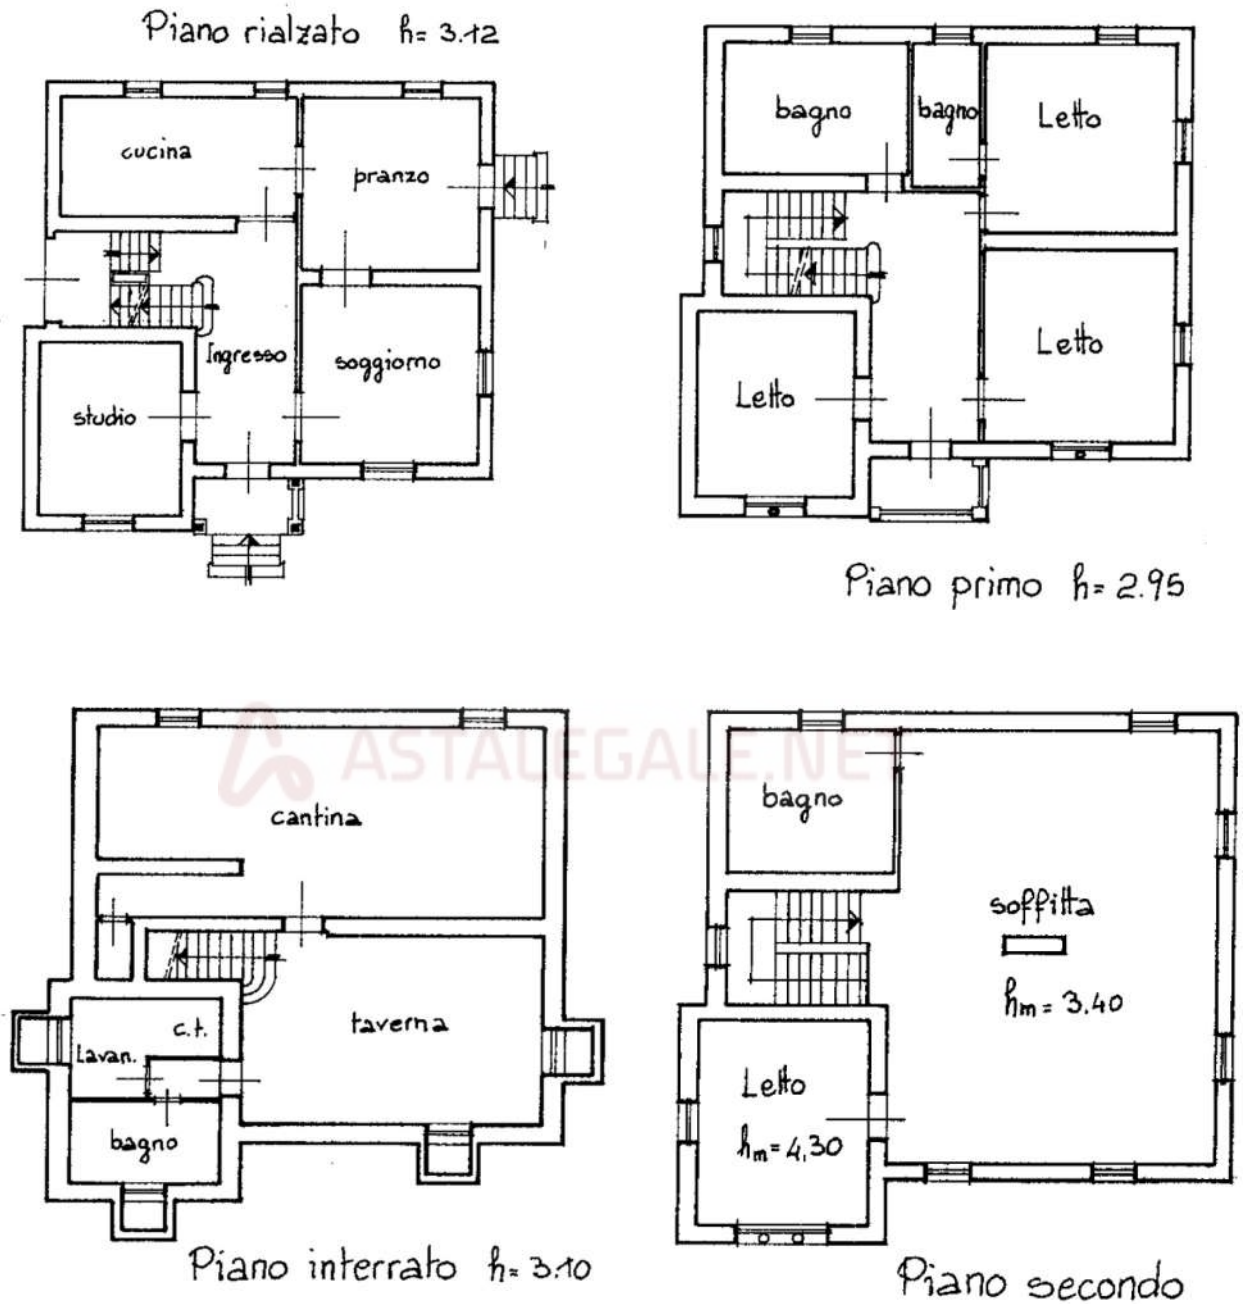 Piano rialzato h= 3.12
cucina
pranzo
Ingresso
soggiorno
studio
bagno
bagno
Letto
Letto
Letto
Piano primo h= 2.95
ASTALEGALE.NET
cantina
taverna
c.t.
Lavan.
bagno
Piano interrato h= 3.10
bagno
soffitta
hm = 3.40
Letto
hm = 4,30
Piano secondo